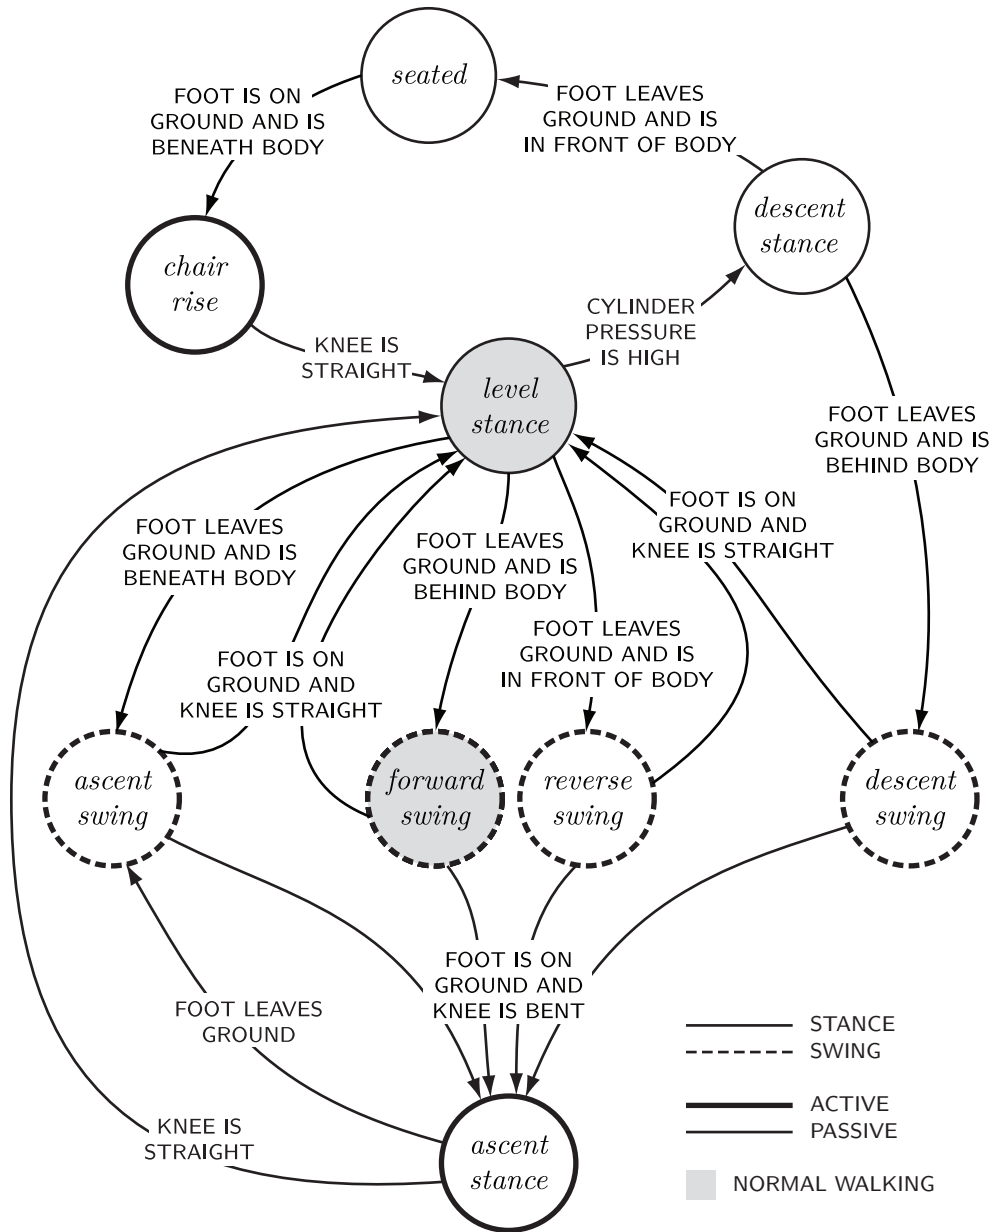 seated
FOOT IS ON
GROUND AND IS
BENEATH BODY
FOOT LEAVES
GROUND AND IS
IN FRONT OF BODY
descent
stance
chair
rise
KNEE IS
STRAIGHT
CYLINDER
PRESSURE
IS HIGH
level
stance
FOOT LEAVES
GROUND AND IS
BEHIND BODY
FOOT LEAVES
GROUND AND IS
BENEATH BODY
FOOT LEAVES
GROUND AND IS
BEHIND BODY
FOOT IS ON
GROUND AND
KNEE IS STRAIGHT
FOOT IS ON
GROUND AND
KNEE IS STRAIGHT
FOOT LEAVES
GROUND AND IS
IN FRONT OF BODY
ascent
swing
forward
swing
reverse
swing
descent
swing
FOOT IS ON
GROUND AND
KNEE IS BENT
FOOT LEAVES
GROUND
KNEE IS
STRAIGHT
ascent
stance
STANCE
SWING
ACTIVE
PASSIVE
NORMAL WALKING